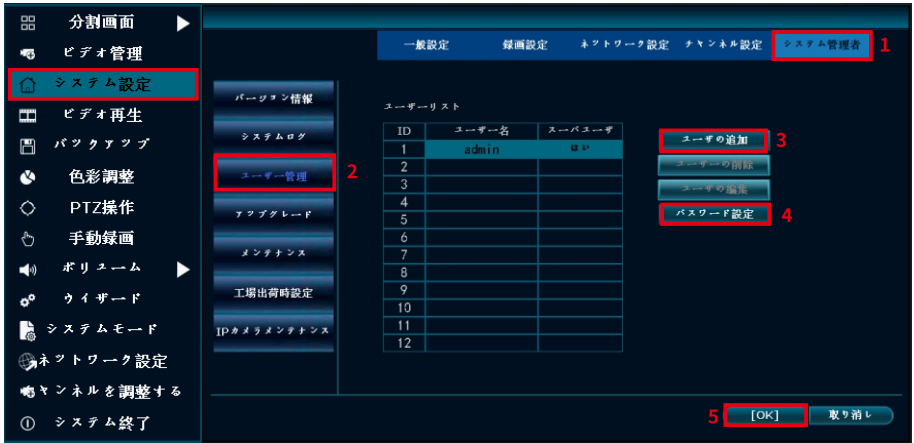 分割画面
ビデオ管理
システム設定
ビデオ再生
バックアップ
色彩調整
PTZ操作
手動録画
ボリューム
ウイザード
システムモード
ネットワーク設定
ャンネルを調整する
システム終了
一般設定 録画設定 ネットワーク設定 チャンネル設定 システム管理者 1
バージョン情報
システムログ
ユーザー管理 2
アップグレード
メンテナンス
工場出荷時設定
IPカメラメンテナンス
ユーザーリスト
ID ユーザー名 スーパユーザ
1 admin はい
2
3
4
5
6
7
8
9
10
11
12
ユーザの追加 3
ユーザーの削除
ユーザの編集
パスワード設定 4
5 [OK] 取り消し